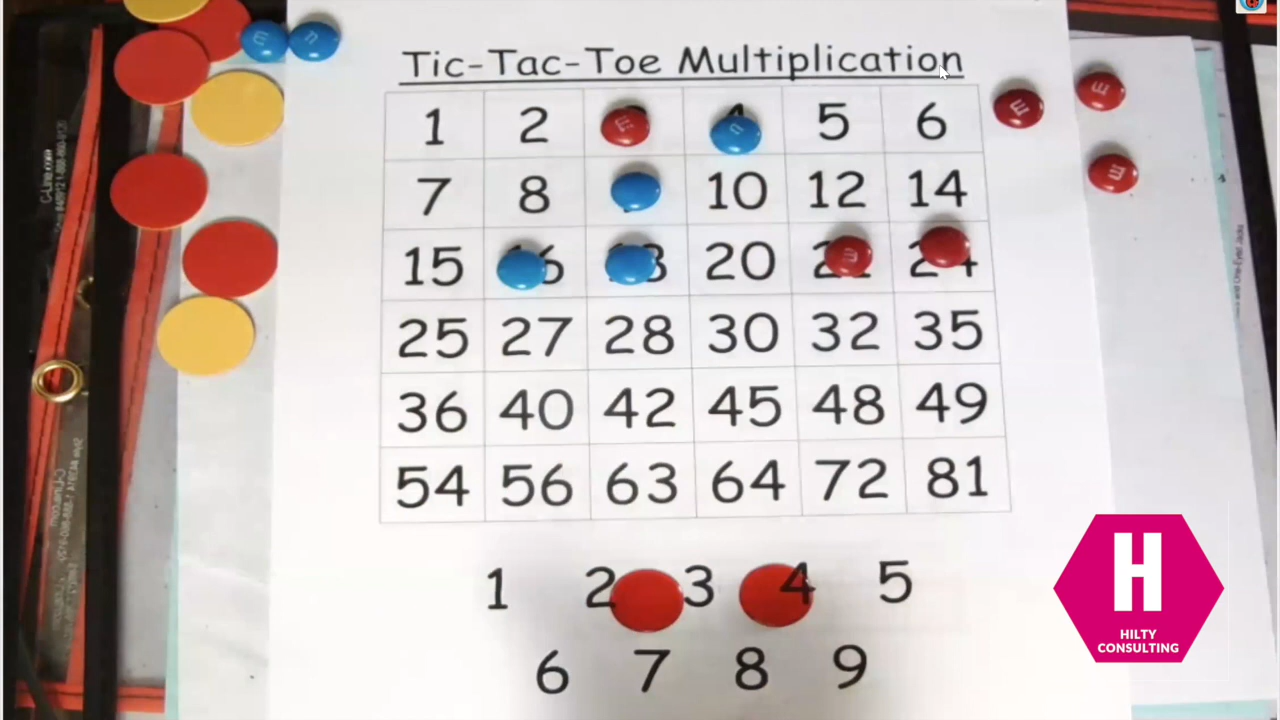 Tic-Tac-Toe Multiplication
1 2 5 6
7 8 10 12 14
15 20
25 27 28 30 32 35
36 40 42 45 48 49
54 56 63 64 72 81
1 2 3 4 5
6 7 8 9
C-Line.com
H
HILTY
CONSULTING